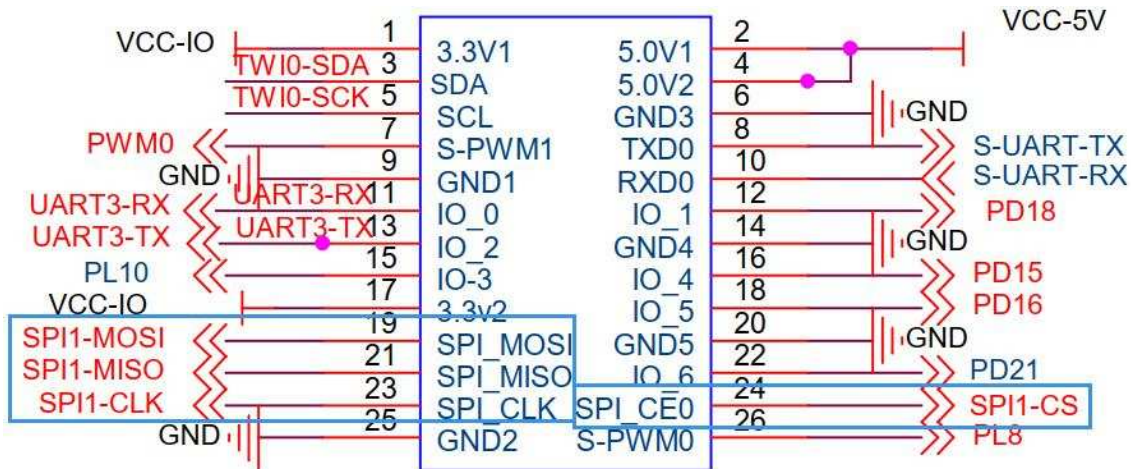 VCC-IO 1 3.3V1 5.0V1 2 VCC-5V
TWI0-SDA 3 SDA 5.0V2 4
TWI0-SCK 5 SCL GND3 6 GND
PWM0 7 S-PWM1 TXD0 8 S-UART-TX
GND 9 GND1 RXD0 10 S-UART-RX
UART3-RX UART3-RX 11 IO_0 IO_1 12 PD18
UART3-TX UART3-TX 13 IO_2 GND4 14 GND
PL10 15 IO-3 IO_4 16 PD15
VCC-IO 17 3.3v2 IO_5 18 PD16
SPI1-MOSI 19 SPI_MOSI GND5 20 GND
SPI1-MISO 21 SPI_MISO IO_6 22 PD21
SPI1-CLK 23 SPI_CLK SPI_CE0 24 SPI1-CS
GND 25 GND2 S-PWM0 26 PL8